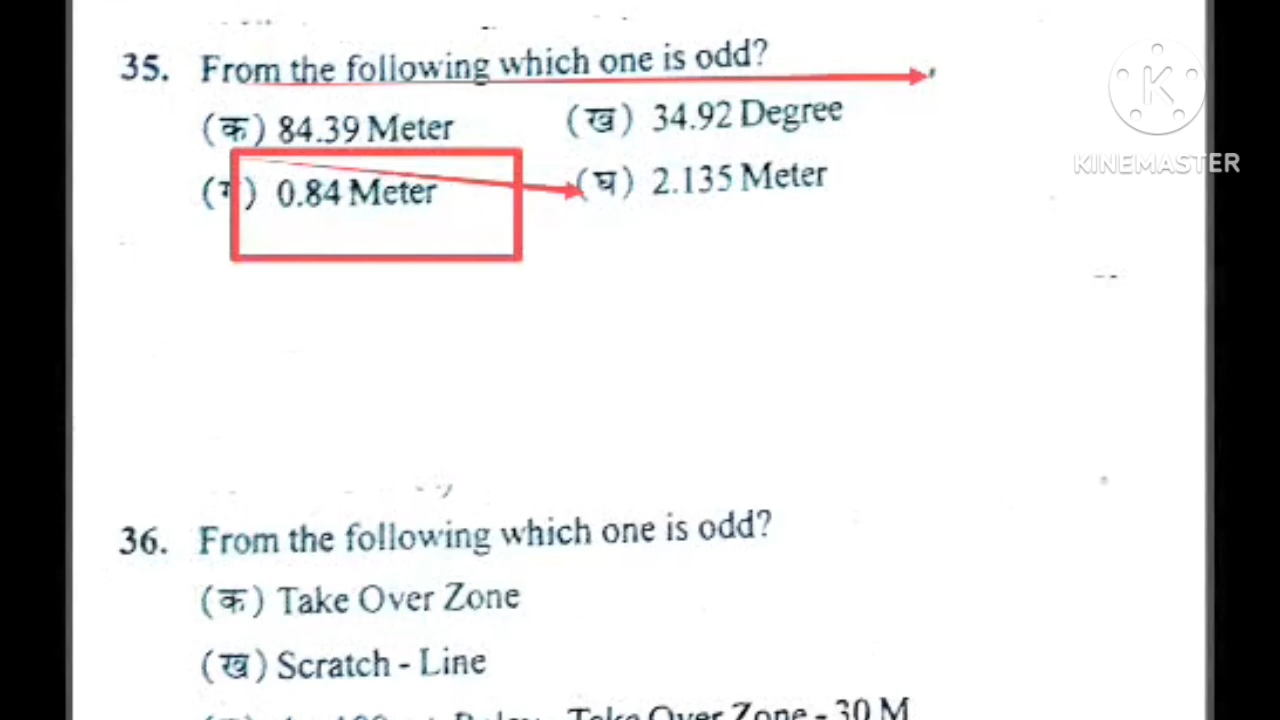 35. From the following which one is odd?
(क) 84.39 Meter (ख) 34.92 Degree
(ग) 0.84 Meter (घ) 2.135 Meter
KINEMASTER
36. From the following which one is odd?
(क) Take Over Zone
(ख) Scratch - Line
Relay - Take Over Zone - 30 M